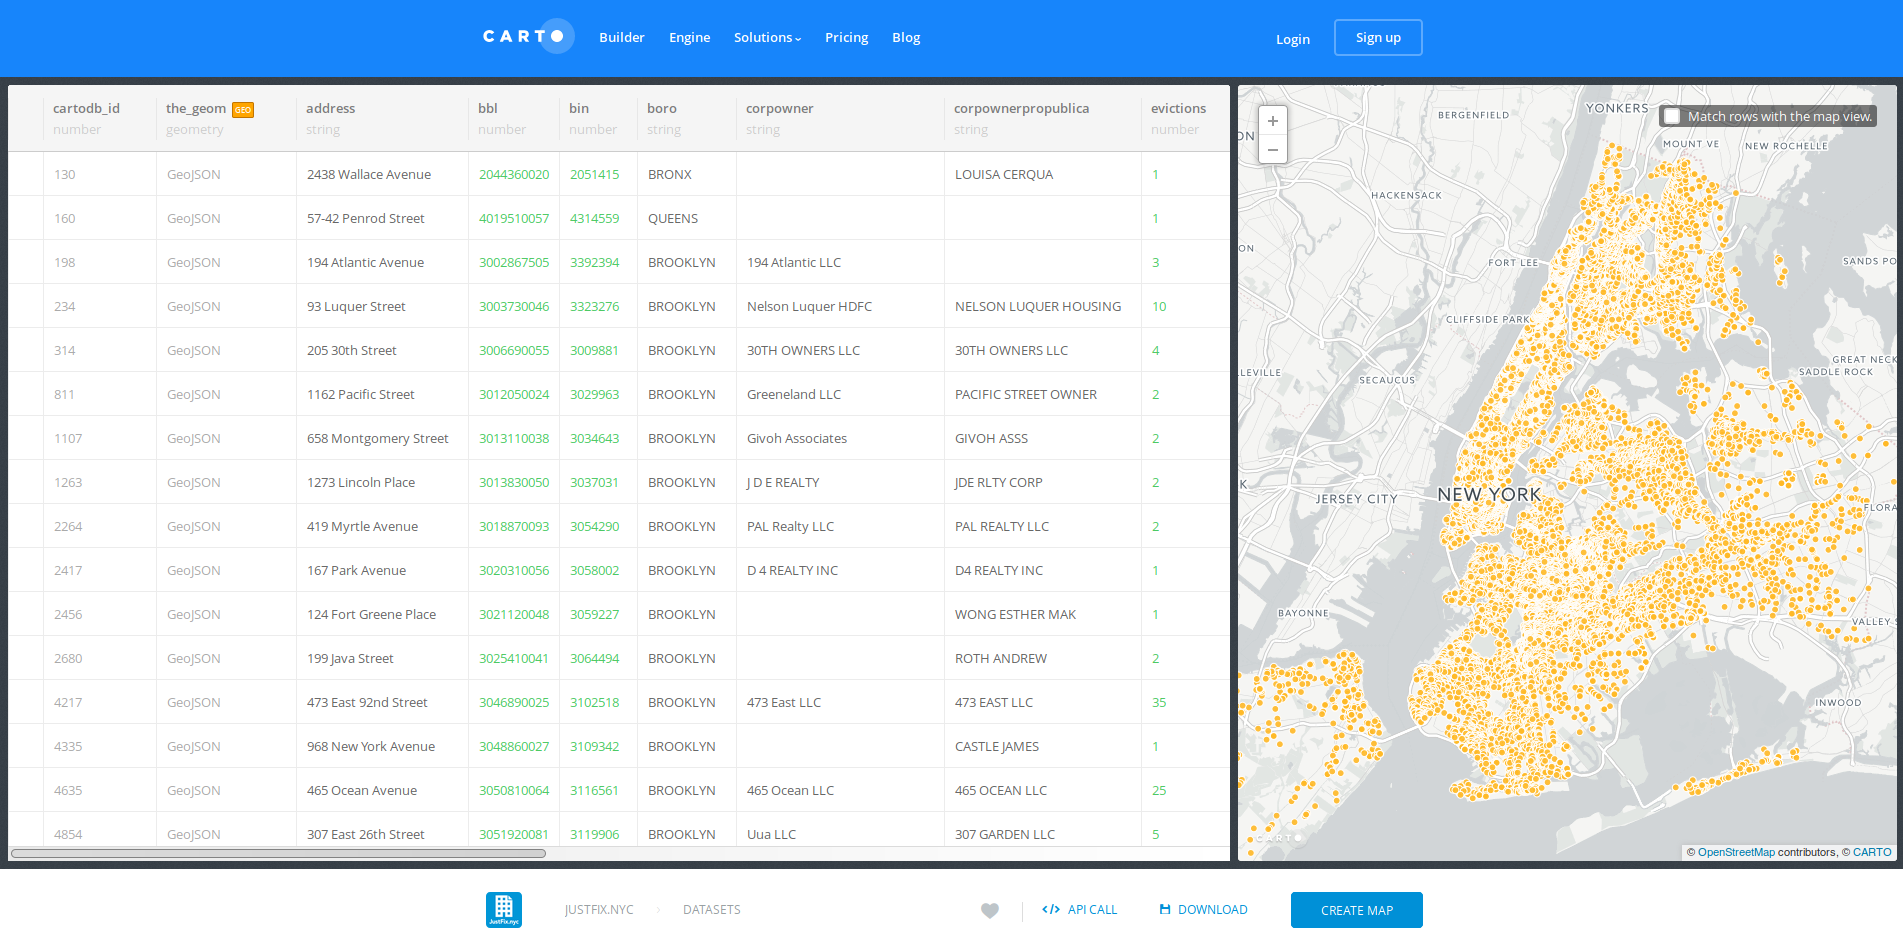 CARTO Builder Engine Solutions Pricing Blog Login Sign up
cartodb_id the_geom GEO address bbl bin boro corpowner corpownerpropublica evictions
number geometry string number number string string string number
130 GeoJSON 2438 Wallace Avenue 2044360020 2051415 BRONX LOUISA CERQUA 1
160 GeoJSON 57-42 Penrod Street 4019510057 4314559 QUEENS 1
198 GeoJSON 194 Atlantic Avenue 3002867505 3392394 BROOKLYN 194 Atlantic LLC 3
234 GeoJSON 93 Luquer Street 3003730046 3323276 BROOKLYN Nelson Luquer HDFC NELSON LUQUER HOUSING 10
314 GeoJSON 205 30th Street 3006690055 3009881 BROOKLYN 30TH OWNERS LLC 30TH OWNERS LLC 4
811 GeoJSON 1162 Pacific Street 3012050024 3029963 BROOKLYN Greeneland LLC PACIFIC STREET OWNER 2
1107 GeoJSON 658 Montgomery Street 3013110038 3034643 BROOKLYN Givoh Associates GIVOH ASSS 2
1263 GeoJSON 1273 Lincoln Place 3013830050 3037031 BROOKLYN J D E REALTY JDE RLTY CORP 2
2264 GeoJSON 419 Myrtle Avenue 3018870093 3054290 BROOKLYN PAL Realty LLC PAL REALTY LLC 2
2417 GeoJSON 167 Park Avenue 3020310056 3058002 BROOKLYN D 4 REALTY INC D4 REALTY INC 1
2456 GeoJSON 124 Fort Greene Place 3021120048 3059227 BROOKLYN WONG ESTHER MAK 1
2680 GeoJSON 199 Java Street 3025410041 3064494 BROOKLYN ROTH ANDREW 2
4217 GeoJSON 473 East 92nd Street 3046890025 3102518 BROOKLYN 473 East LLC 473 EAST LLC 35
4335 GeoJSON 968 New York Avenue 3048860027 3109342 BROOKLYN CASTLE JAMES 1
4635 GeoJSON 465 Ocean Avenue 3050810064 3116561 BROOKLYN 465 Ocean LLC 465 OCEAN LLC 25
4854 GeoJSON 307 East 26th Street 3051920081 3119906 BROOKLYN Uua LLC 307 GARDEN LLC 5
+
−
YONKERS
BERGENFIELD
Match rows with the map view.
ON
MOUNT VE
NEW ROCHELLE
HACKENSACK
ON
FORT LEE
SANDS PO
CLIFFSIDE PARK
GREAT NECK
LLEVILLE
SADDLE ROCK
SECAUCUS
K
NEW YORK
JERSEY CITY
FLORA
BAYONNE
VALLEY S
INWOOD
CARTO
© OpenStreetMap contributors, © CARTO
JustFix.nyc
JUSTFIX.NYC › DATASETS </> API CALL DOWNLOAD CREATE MAP